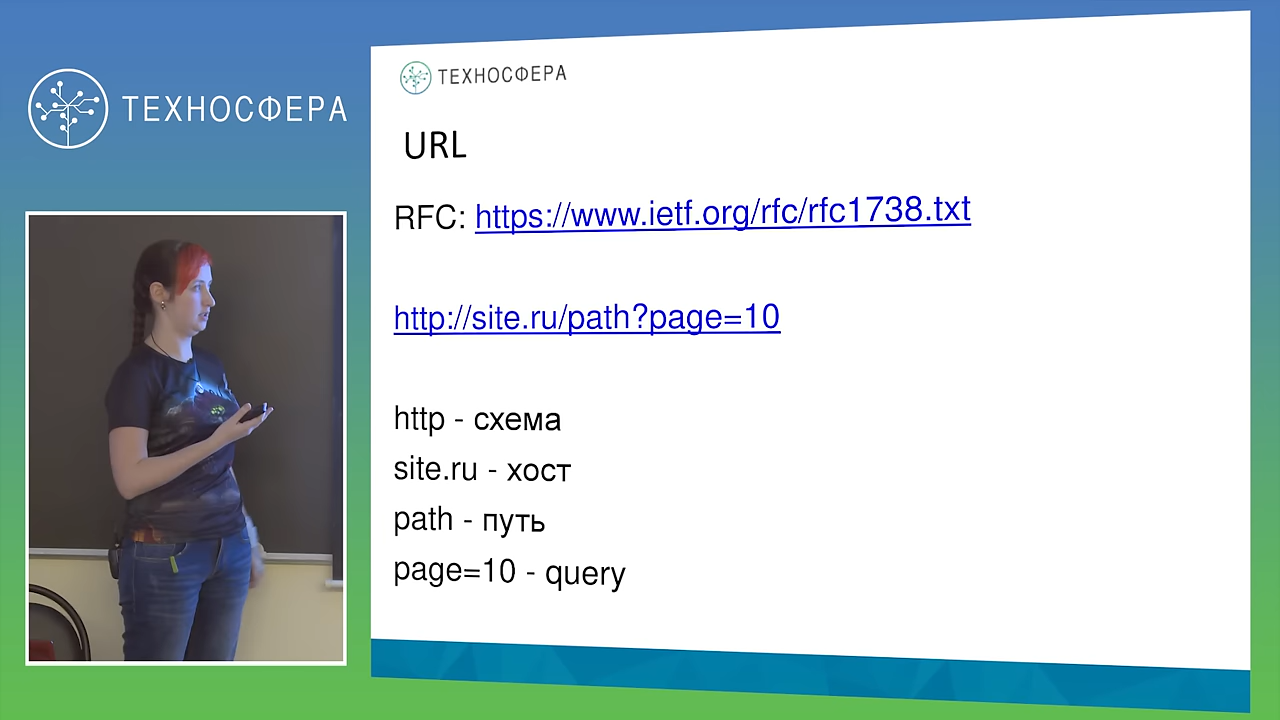 ТЕХНОСФЕРА
ТЕХНОСФЕРА
URL
RFC: https://www.ietf.org/rfc/rfc1738.txt
http://site.ru/path?page=10
http - схема
site.ru - хост
path - путь
page=10 - query